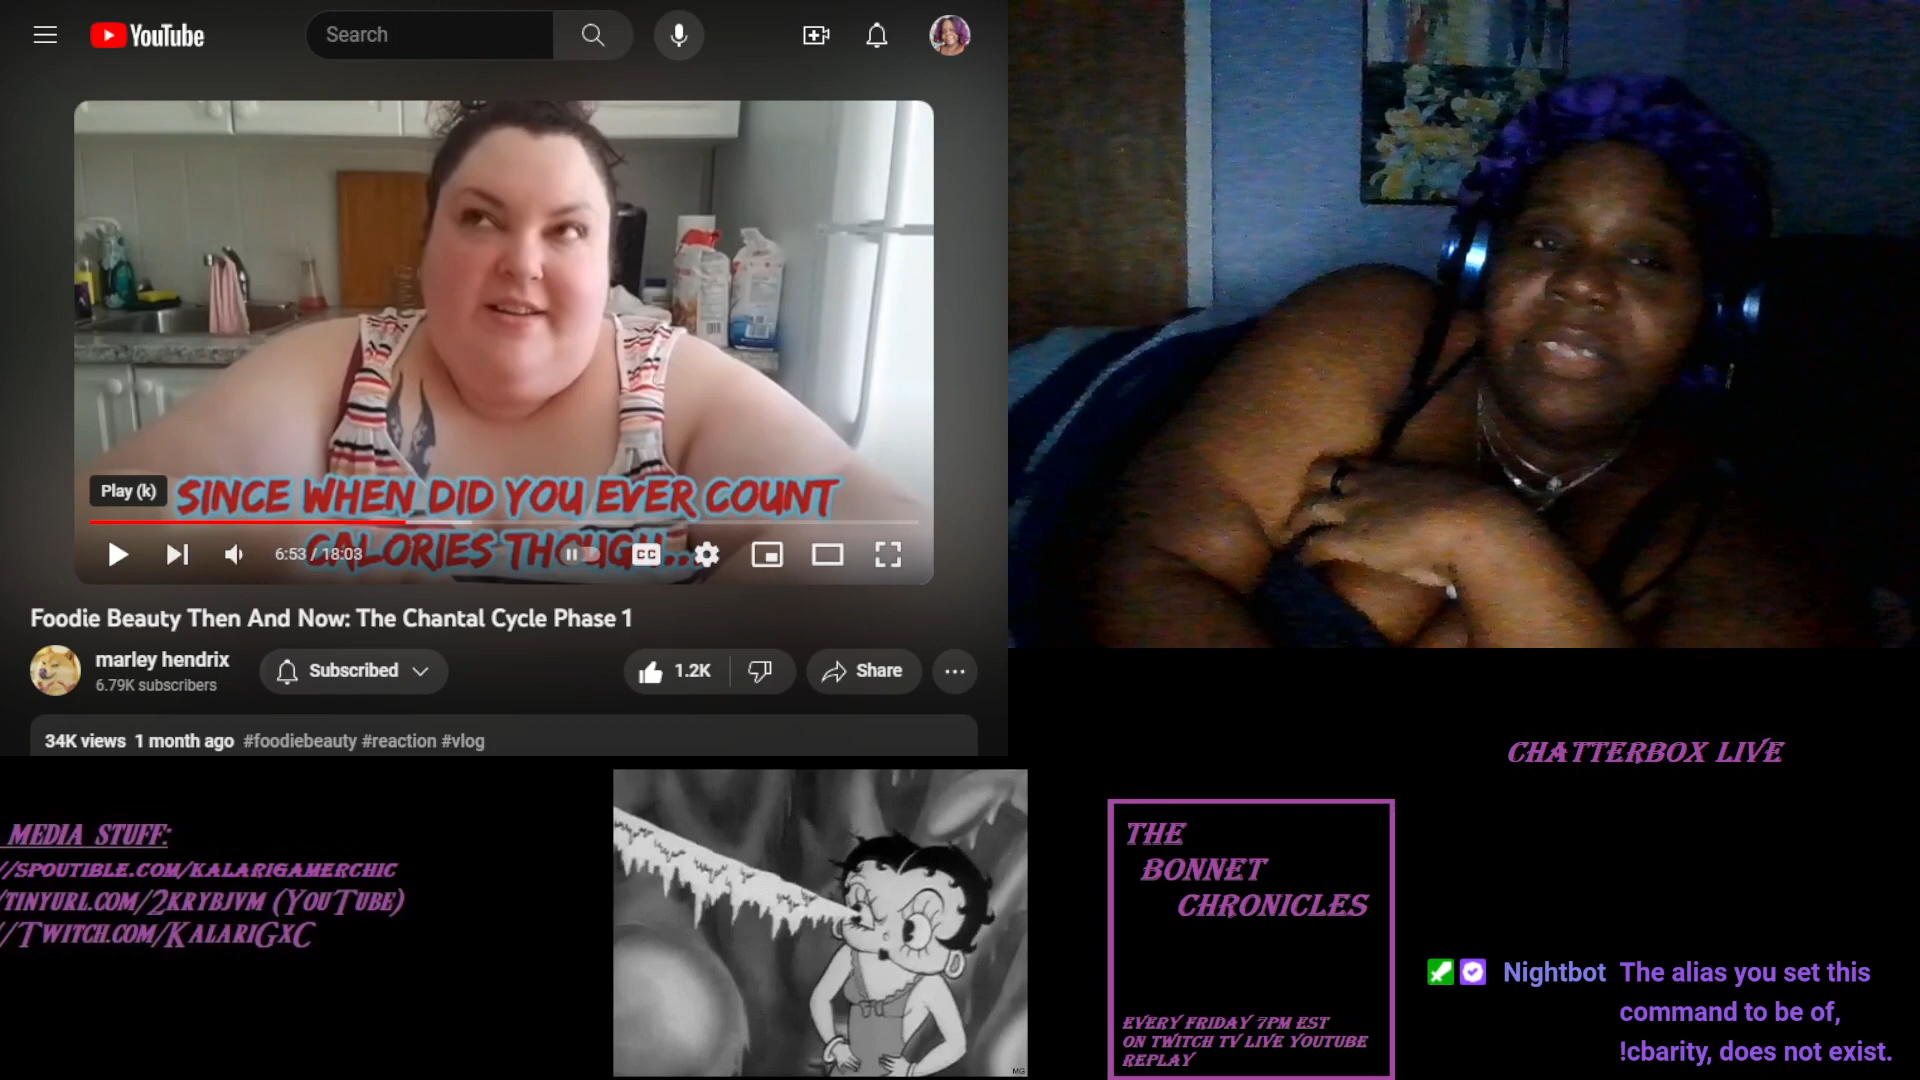 YouTube
Search
Play (k)
SINCE WHEN DID YOU EVER COUNT
CALORIES THOUGH...
6:53 / 18:03
CC
Foodie Beauty Then And Now: The Chantal Cycle Phase 1
marley hendrix
6.79K subscribers
Subscribed
1.2K
Share
34K views 1 month ago #foodiebeauty #reaction #vlog
CHATTERBOX LIVE
MEDIA STUFF:
//SPOUTIBLE.COM/KALARIGAMERCHIC
/TINYURL.COM/2KRYBJVM (YOUTUBE)
//TWITCH.COM/KALARIGXC
MG
THE
BONNET
CHRONICLES
EVERY FRIDAY 7PM EST
ON TWITCH TV LIVE YOUTUBE
REPLAY
Nightbot The alias you set this
command to be of,
!cbarity, does not exist.